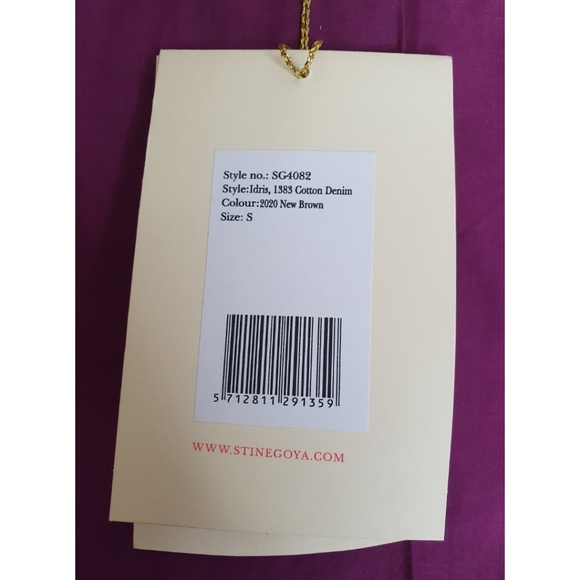 Style no.: SG4082
Style:Idris, 1383 Cotton Denim
Colour:2020 New Brown
Size: S
5 712811 291359
WWW.STINEGOYA.COM